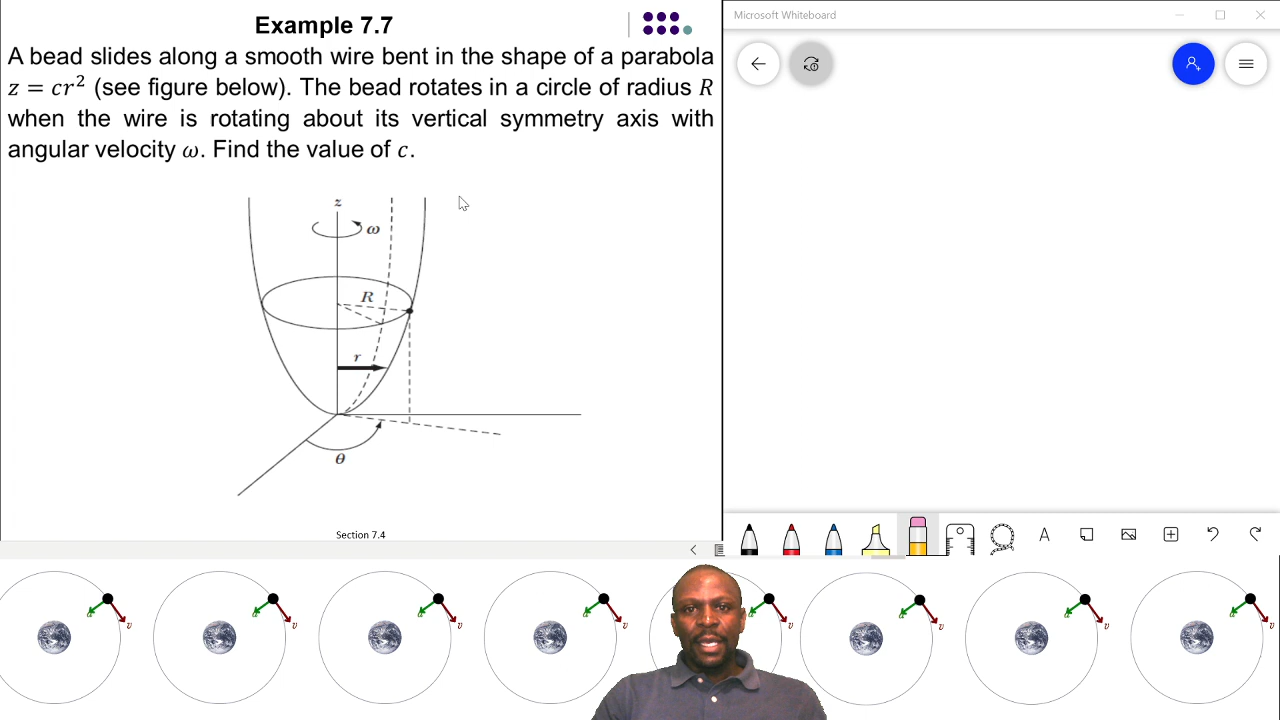 Example 7.7
A bead slides along a smooth wire bent in the shape of a parabola
z = cr² (see figure below). The bead rotates in a circle of radius R
when the wire is rotating about its vertical symmetry axis with
angular velocity ω. Find the value of c.
z
ω
R
r
θ
Section 7.4
Microsoft Whiteboard
A
a v
a v
a v
a v
a v
a v
a v
a v